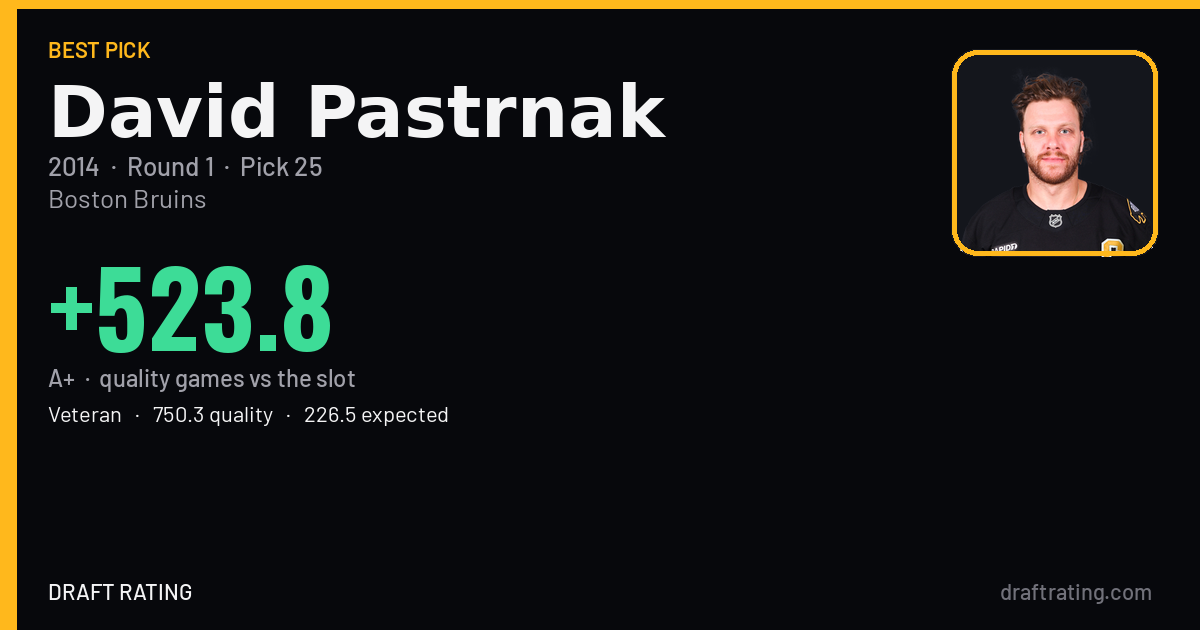 BEST PICK
David Pastrnak
2014 · Round 1 · Pick 25
Boston Bruins
+523.8
A+ · quality games vs the slot
Veteran · 750.3 quality · 226.5 expected
DRAFT RATING
draftrating.com